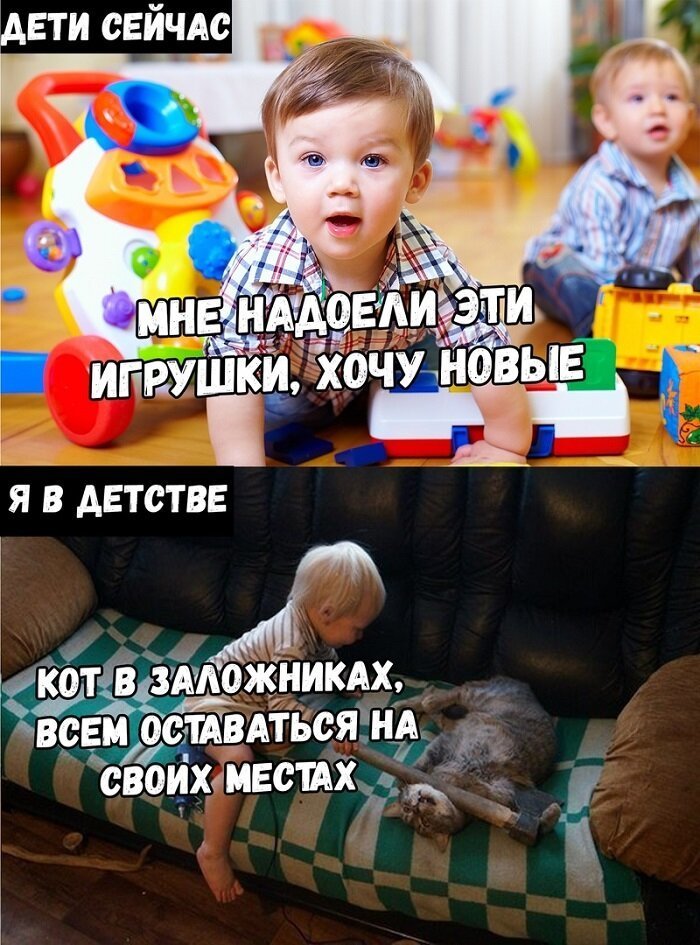 ДЕТИ СЕЙЧАС
МНЕ НАДОЕЛИ ЭТИ
ИГРУШКИ, ХОЧУ НОВЫЕ
Я В ДЕТСТВЕ
КОТ В ЗАЛОЖНИКАХ,
ВСЕМ ОСТАВАТЬСЯ НА
СВОИХ МЕСТАХ